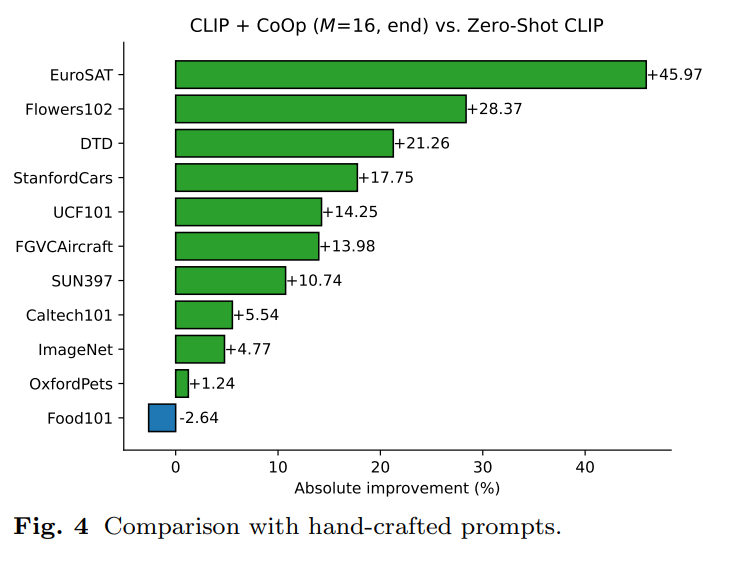 CLIP + CoOp (M=16, end) vs. Zero-Shot CLIP
EuroSAT +45.97
Flowers102 +28.37
DTD +21.26
StanfordCars +17.75
UCF101 +14.25
FGVCAircraft +13.98
SUN397 +10.74
Caltech101 +5.54
ImageNet +4.77
OxfordPets +1.24
Food101 -2.64
0 10 20 30 40
Absolute improvement (%)
Fig. 4 Comparison with hand-crafted prompts.